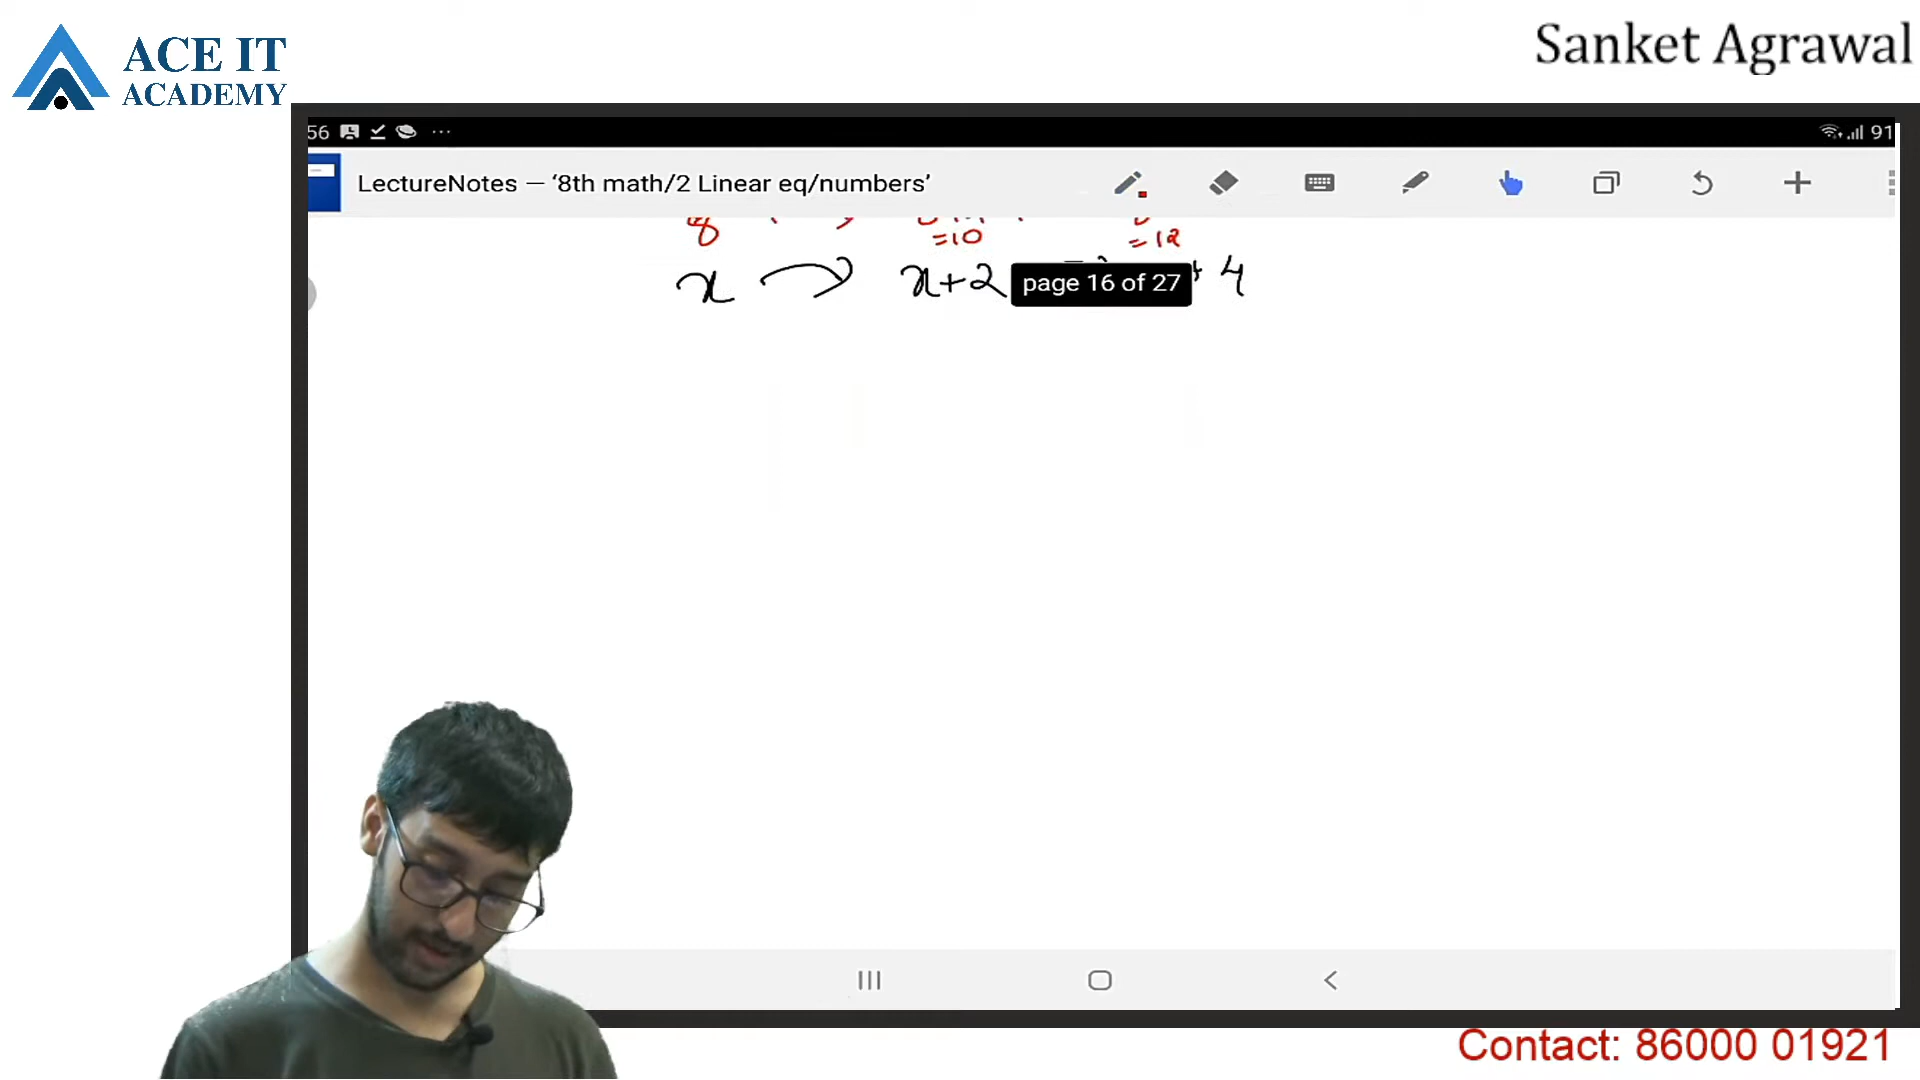 ACE IT
ACADEMY
Sanket Agrawal
56 ... 91
LectureNotes — ‘8th math/2 Linear eq/numbers’
8
=10 =12
x x+2 + 4
page 16 of 27
Contact: 86000 01921